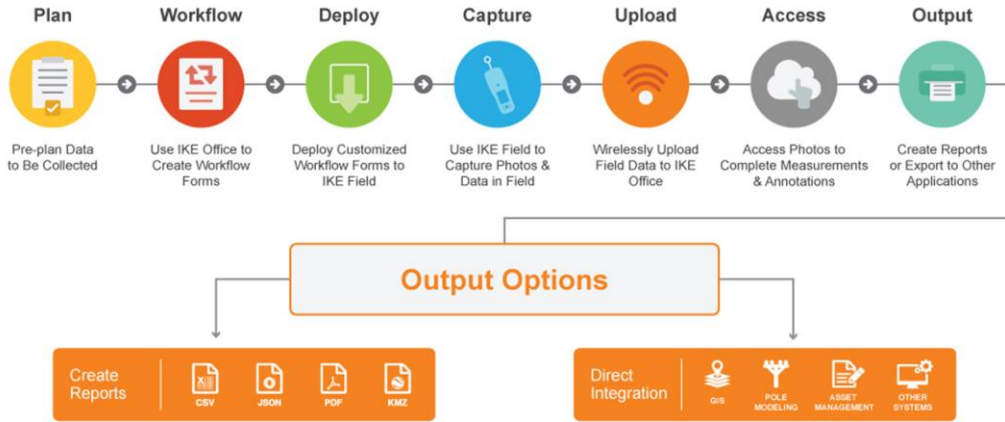 Plan
Workflow
Deploy
Capture
Upload
Access
Output
Pre-plan Data
to Be Collected
Use IKE Office to
Create Workflow
Forms
Deploy Customized
Workflow Forms to
IKE Field
Use IKE Field to
Capture Photos &
Data in Field
Wirelessly Upload
Field Data to IKE
Office
Access Photos to
Complete Measurements
& Annotations
Create Reports
or Export to Other
Applications
Output Options
Create
Reports
CSV
JSON
PDF
KMZ
Direct
Integration
GIS
POLE
MODELING
ASSET
MANAGEMENT
OTHER
SYSTEMS